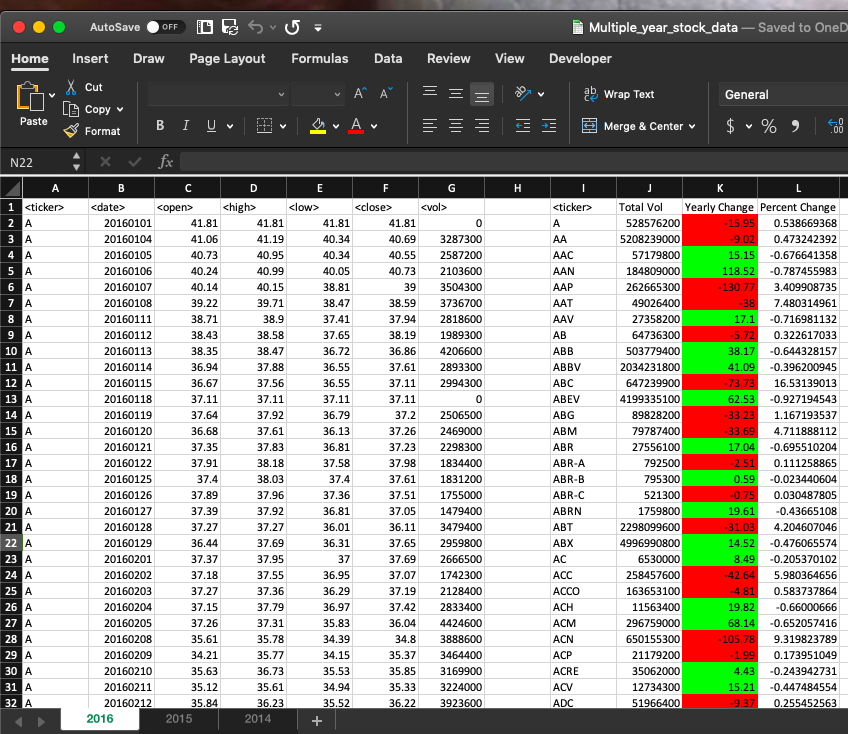 AutoSave OFF Multiple_year_stock_data — Saved to OneD
Home Insert Draw Page Layout Formulas Data Review View Developer
Cut
Copy
Format
Paste
B I U A A^ A˅ ab Wrap Text General
Merge & Center $ % 9 .00
N22 fx
A B C D E F G H I J K L
1 <ticker> <date> <open> <high> <low> <close> <vol> <ticker> Total Vol Yearly Change Percent Change
2 A 20160101 41.81 41.81 41.81 41.81 0 A 528576200 -15.95 0.538669368
3 A 20160104 41.06 41.19 40.34 40.69 3287300 AA 5208239000 -9.02 0.473242392
4 A 20160105 40.73 40.95 40.34 40.55 2587200 AAC 57179800 15.15 -0.676641358
5 A 20160106 40.24 40.99 40.05 40.73 2103600 AAN 184809000 118.52 -0.787455983
6 A 20160107 40.14 40.15 38.81 39 3504300 AAP 262665300 -130.77 3.409908735
7 A 20160108 39.22 39.71 38.47 38.59 3736700 AAT 49026400 -38 7.480314961
8 A 20160111 38.71 38.9 37.41 37.94 2818600 AAV 27358200 17.1 -0.716981132
9 A 20160112 38.43 38.58 37.65 38.19 1989300 AB 64736300 -5.72 0.322617033
10 A 20160113 38.35 38.47 36.72 36.86 4206600 ABB 503779400 38.17 -0.644328157
11 A 20160114 36.94 37.88 36.55 37.61 2893300 ABBV 2034231800 41.09 -0.396200945
12 A 20160115 36.67 37.56 36.55 37.11 2994300 ABC 647239900 -73.73 16.53139013
13 A 20160118 37.11 37.11 37.11 37.11 0 ABEV 4199335100 62.53 -0.927194543
14 A 20160119 37.64 37.92 36.79 37.2 2506500 ABG 89828200 -33.23 1.167193537
15 A 20160120 36.68 37.61 36.13 37.26 2469000 ABM 79787400 -33.69 4.711888112
16 A 20160121 37.35 37.83 36.81 37.23 2298300 ABR 27556100 17.04 -0.695510204
17 A 20160122 37.91 38.18 37.58 37.98 1834400 ABR-A 792500 -2.51 0.111258865
18 A 20160125 37.4 38.03 37.4 37.61 1831200 ABR-B 795300 0.59 -0.023440604
19 A 20160126 37.89 37.96 37.36 37.51 1755000 ABR-C 521300 -0.75 0.030487805
20 A 20160127 37.39 37.92 36.81 37.05 1479400 ABRN 1759800 19.61 -0.43665108
21 A 20160128 37.27 37.27 36.01 36.11 3479400 ABT 2298099600 -31.03 4.204607046
22 A 20160129 36.44 37.69 36.31 37.65 2959800 ABX 4996990800 14.52 -0.476065574
23 A 20160201 37.37 37.95 37 37.69 2666500 AC 6530000 8.49 -0.205370102
24 A 20160202 37.18 37.55 36.95 37.07 1742300 ACC 258457600 -42.64 5.980364656
25 A 20160203 37.27 37.36 36.29 37.19 2128400 ACCO 163653100 -4.81 0.583737864
26 A 20160204 37.15 37.79 36.97 37.42 2833400 ACH 11563400 19.82 -0.66000666
27 A 20160205 37.26 37.31 35.83 36.04 4424600 ACM 296759000 68.14 -0.652057416
28 A 20160208 35.61 35.78 34.39 34.8 3888600 ACN 650155300 -105.78 9.319823789
29 A 20160209 34.21 35.77 34.15 35.37 3464400 ACP 21179200 -1.99 0.173951049
30 A 20160210 35.63 36.73 35.53 35.85 3169900 ACRE 35062000 4.43 -0.243942731
31 A 20160211 35.12 35.61 34.94 35.33 3224000 ACV 12734300 15.21 -0.447484554
32 A 20160212 35.84 36.23 35.52 36.22 3923600 ADC 51966400 -9.37 0.255452563
2016 2015 2014 +